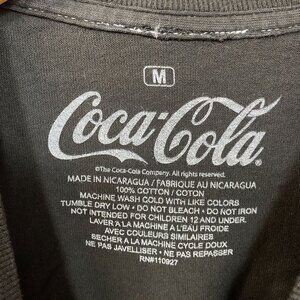 M
Coca-Cola
©The Coca-Cola Company. All rights reserved.
MADE IN NICARAGUA / FABRIQUE AU NICARAGUA
100% COTTON / COTON
MACHINE WASH COLD WITH LIKE COLORS
TUMBLE DRY LOW - DO NOT BLEACH - DO NOT IRON
NOT INTENDED FOR CHILDREN 12 AND UNDER.
LAVER A LA MACHINE A L'EAU FROIDE
AVEC COULEURS SIMILAIRES
SECHER A LA MACHINE CYCLE DOUX
NE PAS JAVELLISER - NE PAS REPASSER
RN#110927